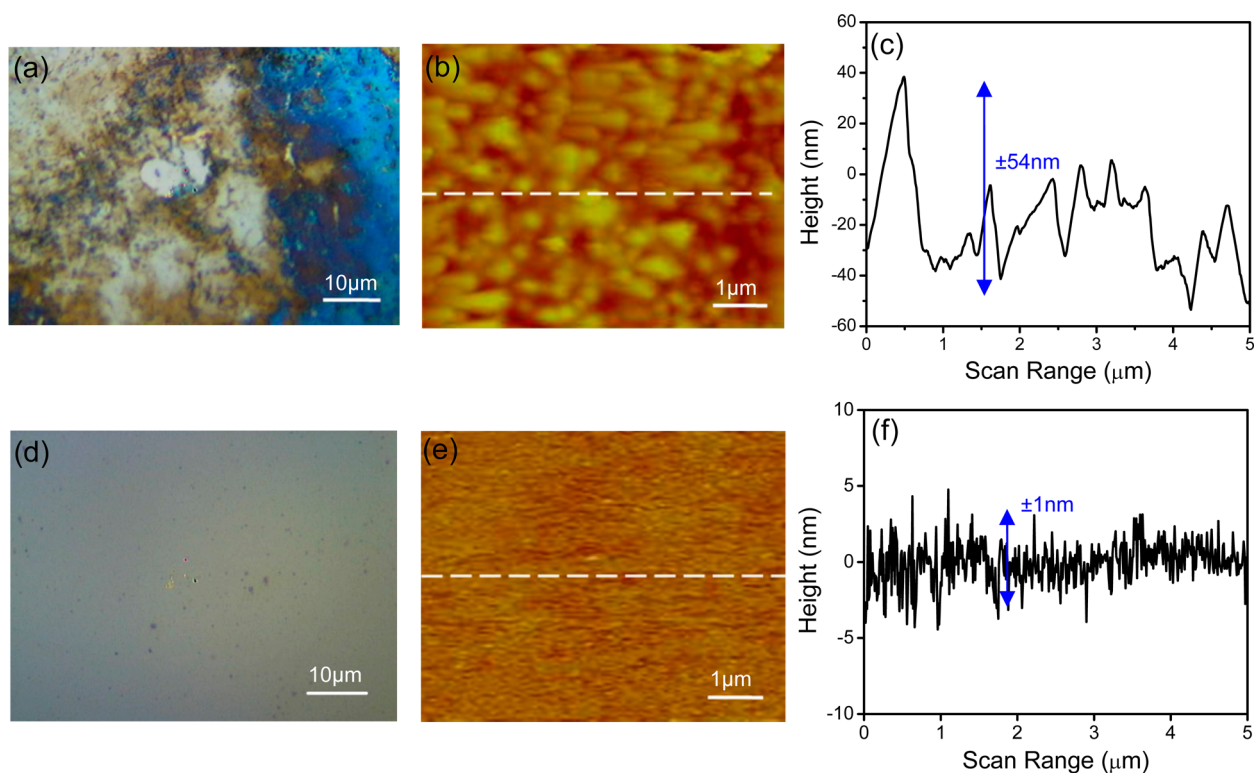 (a)
10μm
(b)
1μm
(c)
60
40
20
0
-20
-40
-60
Height (nm)
±54nm
0
1
2
3
4
5
Scan Range (μm)
(d)
10μm
(e)
1μm
(f)
10
5
0
-5
-10
Height (nm)
±1nm
0
1
2
3
4
5
Scan Range (μm)